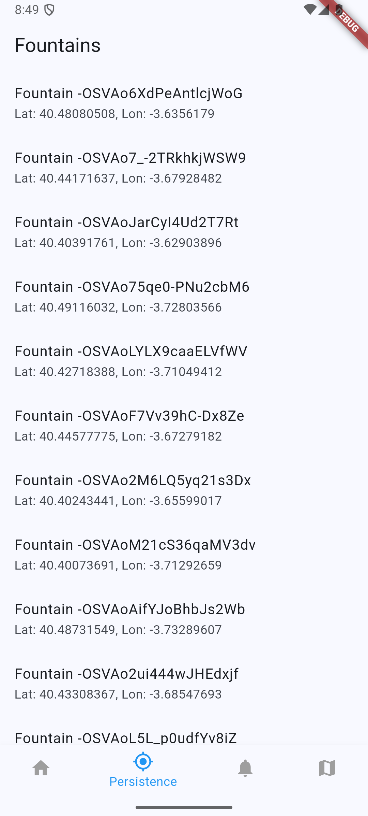 8:49
DEBUG
Fountains
Fountain -OSVAo6XdPeAntlcjWoG
Lat: 40.48080508, Lon: -3.6356179
Fountain -OSVAo7_-2TRkhkjWSW9
Lat: 40.44171637, Lon: -3.67928482
Fountain -OSVAoJarCyI4Ud2T7Rt
Lat: 40.40391761, Lon: -3.62903896
Fountain -OSVAo75qe0-PNu2cbM6
Lat: 40.49116032, Lon: -3.72803566
Fountain -OSVAoLYLX9caaELVfWV
Lat: 40.42718388, Lon: -3.71049412
Fountain -OSVAoF7Vv39hC-Dx8Ze
Lat: 40.44577775, Lon: -3.67279182
Fountain -OSVAo2M6LQ5yq21s3Dx
Lat: 40.40243441, Lon: -3.65599017
Fountain -OSVAoM21cS36qaMV3dv
Lat: 40.40073691, Lon: -3.71292659
Fountain -OSVAoAifYJoBhbJs2Wb
Lat: 40.48731549, Lon: -3.73289607
Fountain -OSVAo2ui444wJHEdxjf
Lat: 40.43308367, Lon: -3.68547693
Fountain -OSVAoL5L_p0udfYv8iZ
Persistence